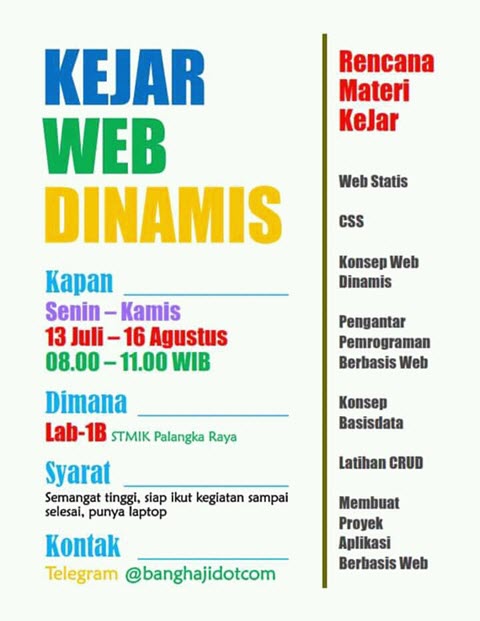 KEJAR
WEB
DINAMIS
Kapan
Senin – Kamis
13 Juli – 16 Agustus
08.00 – 11.00 WIB
Dimana
Lab-1B STMIK Palangka Raya
Syarat
Semangat tinggi, siap ikut kegiatan sampai
selesai, punya laptop
Kontak
Telegram @banghajidotcom
Rencana
Materi
KeJar
Web Statis
CSS
Konsep Web
Dinamis
Pengantar
Pemrograman
Berbasis Web
Konsep
Basisdata
Latihan CRUD
Membuat
Proyek
Aplikasi
Berbasis Web